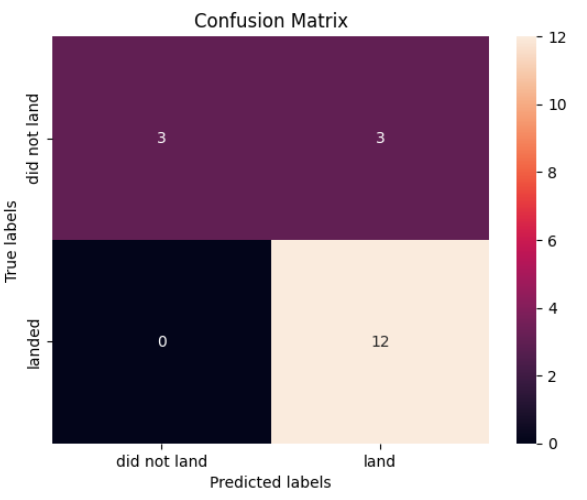 Confusion Matrix
did not land
landed
True labels
3
3
0
12
did not land
land
Predicted labels
12
10
8
6
4
2
0